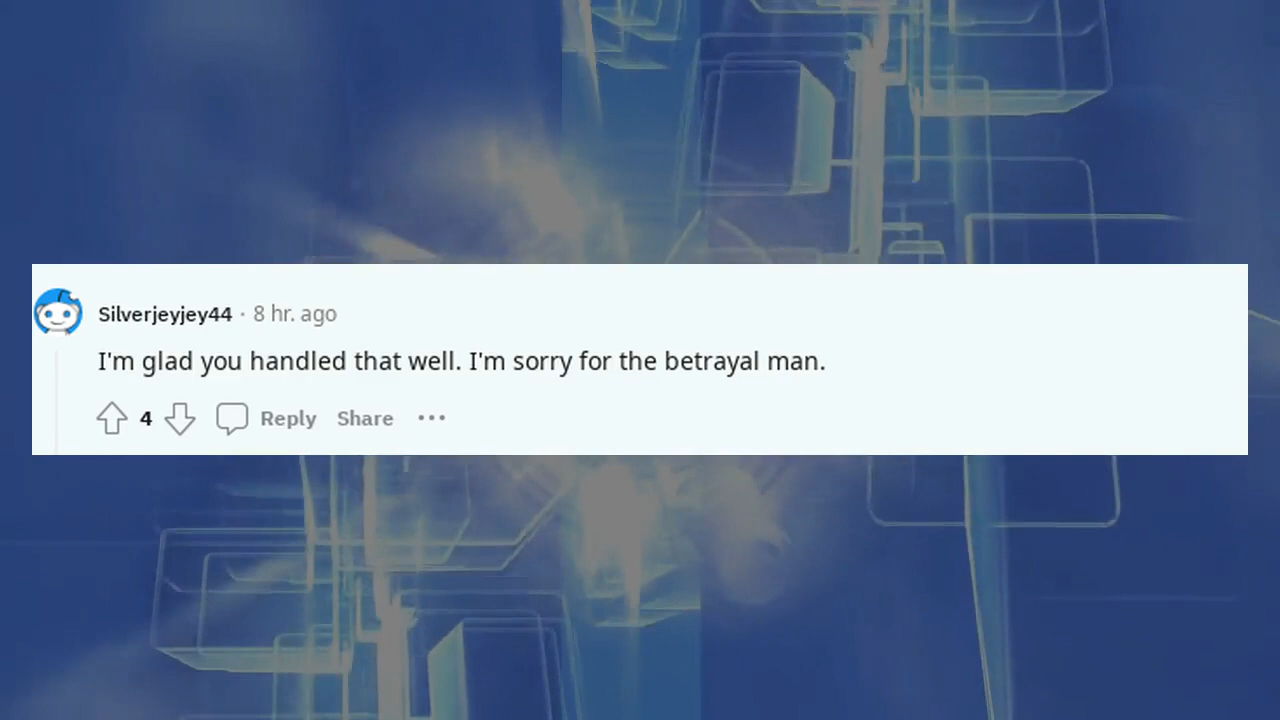 Silverjeyjey44 · 8 hr. ago
I'm glad you handled that well. I'm sorry for the betrayal man.
4 Reply Share ···